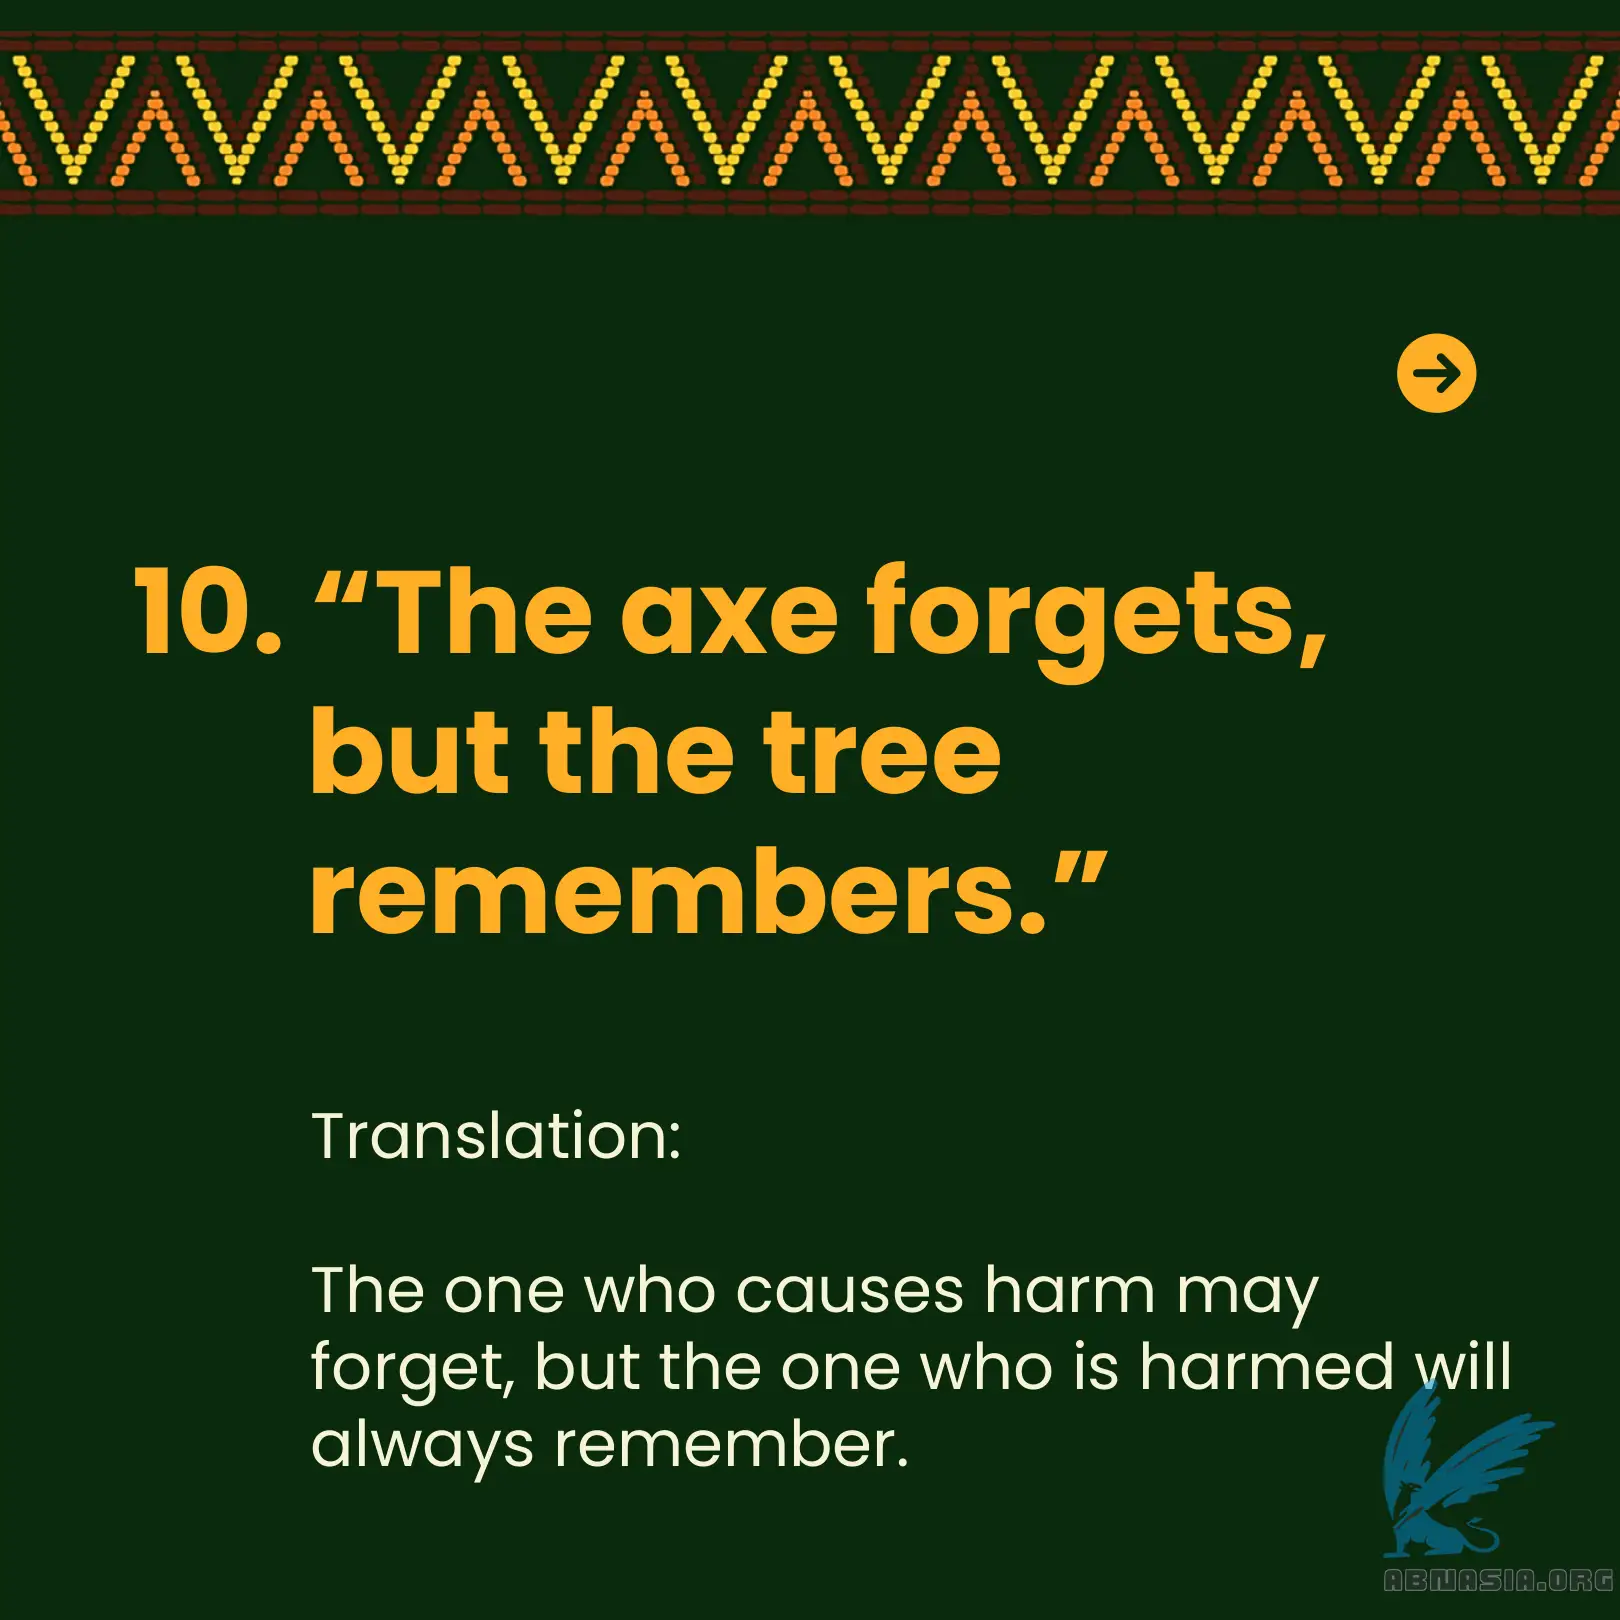 10. “The axe forgets,
but the tree
remembers.”
Translation:
The one who causes harm may
forget, but the one who is harmed will
always remember.
ABNASIA.ORG